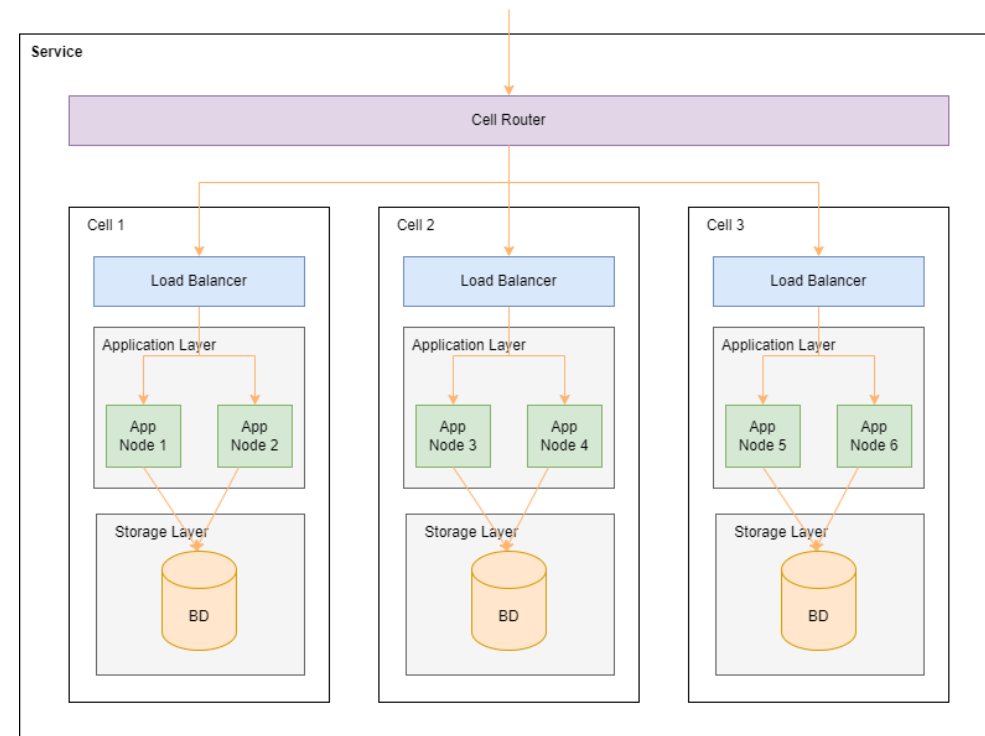 Service
Cell Router
Cell 1
Cell 2
Cell 3
Load Balancer
Load Balancer
Load Balancer
Application Layer
Application Layer
Application Layer
App
Node 1
App
Node 2
App
Node 3
App
Node 4
App
Node 5
App
Node 6
Storage Layer
Storage Layer
Storage Layer
BD
BD
BD